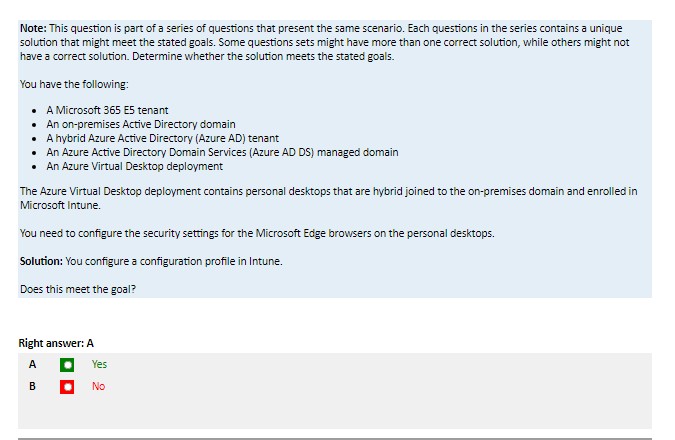 Note: This question is part of a series of questions that present the same scenario. Each questions in the series contains a unique
solution that might meet the stated goals. Some questions sets might have more than one correct solution, while others might not
have a correct solution. Determine whether the solution meets the stated goals.
You have the following:
• A Microsoft 365 E5 tenant
• An on-premises Active Directory domain
• A hybrid Azure Active Directory (Azure AD) tenant
• An Azure Active Directory Domain Services (Azure AD DS) managed domain
• An Azure Virtual Desktop deployment
The Azure Virtual Desktop deployment contains personal desktops that are hybrid joined to the on-premises domain and enrolled in
Microsoft Intune.
You need to configure the security settings for the Microsoft Edge browsers on the personal desktops.
Solution: You configure a configuration profile in Intune.
Does this meet the goal?
Right answer: A
A Yes
B No